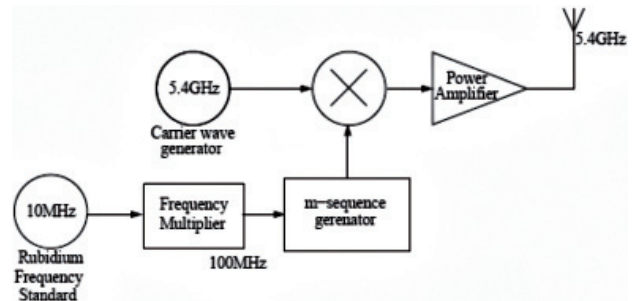 5.4GHz
5.4GHz
Power
Amplifier
Carrier wave
generator
10MHz
Frequency
Multiplier
m-sequence
gerenator
100MHz
Rubidium
Frequency
Standard